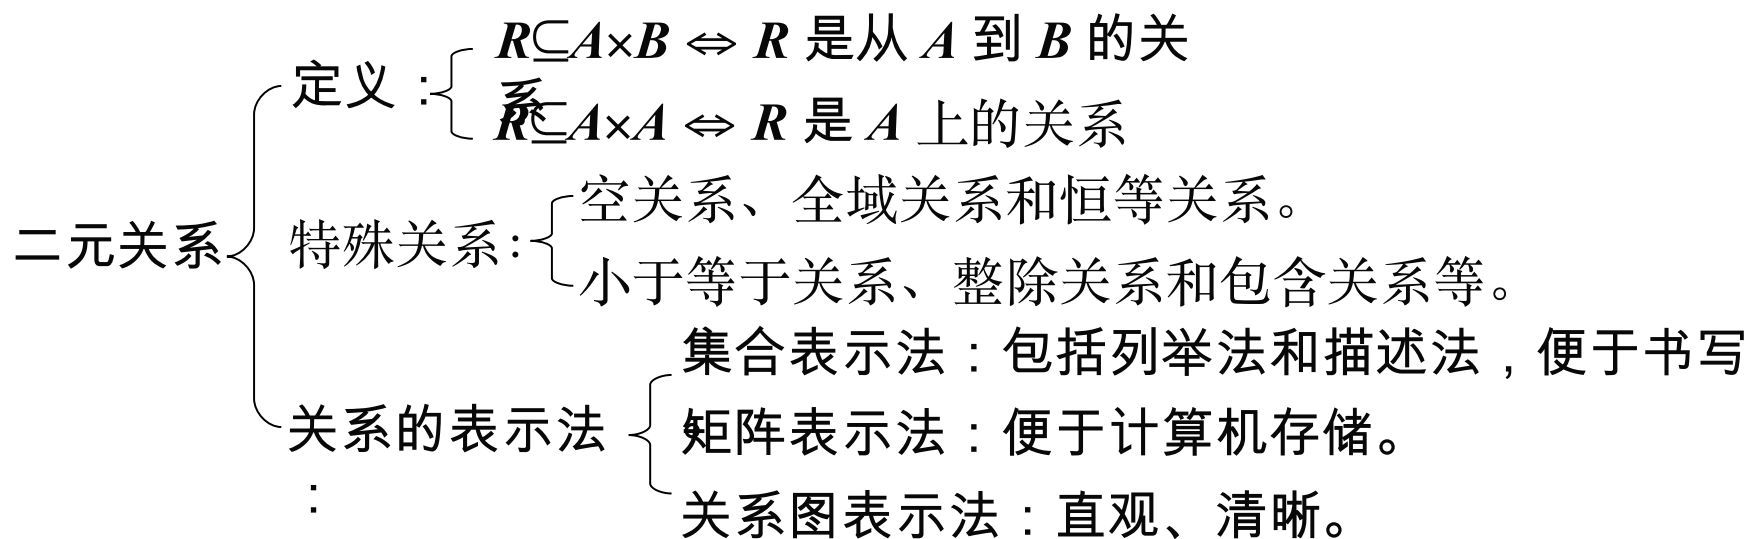 R⊆A×B ⇔ R 是从 A 到 B 的关
系
定义：
R⊆A×A ⇔ R 是 A 上的关系
空关系、全域关系和恒等关系。
二元关系
特殊关系：
小于等于关系、整除关系和包含关系等。
集合表示法：包括列举法和描述法，便于书写
。
关系的表示法
：
矩阵表示法：便于计算机存储。
关系图表示法：直观、清晰。